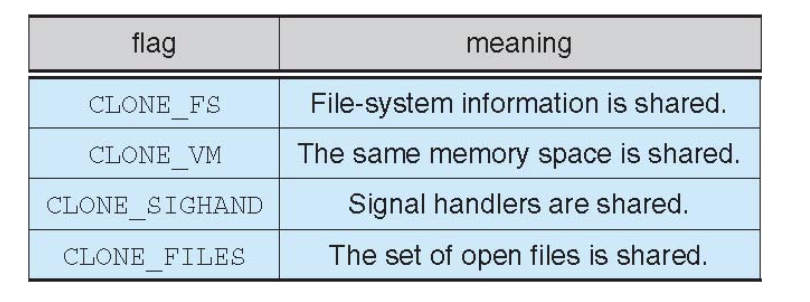 flag meaning
CLONE_FS File-system information is shared.
CLONE_VM The same memory space is shared.
CLONE_SIGHAND Signal handlers are shared.
CLONE_FILES The set of open files is shared.